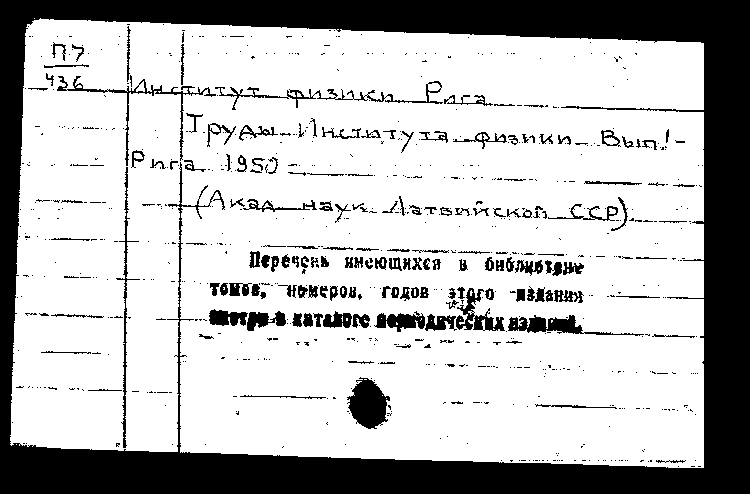 П7
436
Институт физики Рига
Труды Института физики Вып.1-
Рига 1950-
(Акад наук Латвийской ССР)
Перечень имеющихся в библиотеке
томов, номеров, годов этого издания
смотри в каталоге периодических изданий.